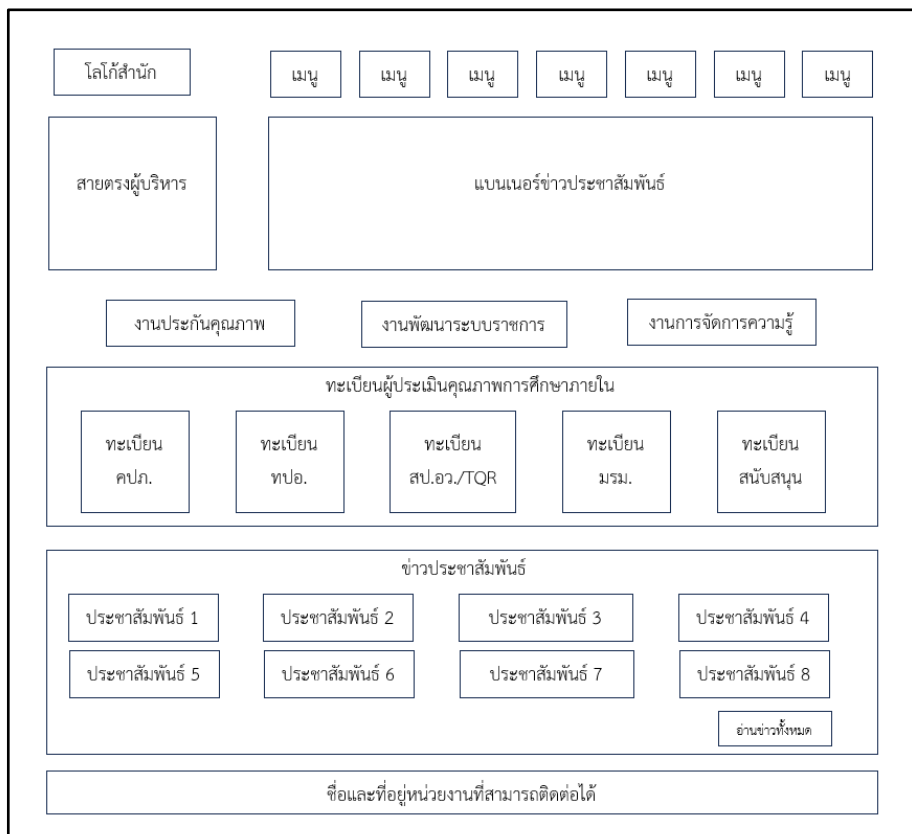 โลโก้สำนัก
เมนู
เมนู
เมนู
เมนู
เมนู
เมนู
เมนู
สายตรงผู้บริหาร
แบนเนอร์ข่าวประชาสัมพันธ์
งานประกันคุณภาพ
งานพัฒนาระบบราชการ
งานการจัดการความรู้
ทะเบียนผู้ประเมินคุณภาพการศึกษาภายใน
ทะเบียน
คปภ.
ทะเบียน
ทปอ.
ทะเบียน
สป.อว./TQR
ทะเบียน
มรม.
ทะเบียน
สนับสนุน
ข่าวประชาสัมพันธ์
ประชาสัมพันธ์ 1
ประชาสัมพันธ์ 2
ประชาสัมพันธ์ 3
ประชาสัมพันธ์ 4
ประชาสัมพันธ์ 5
ประชาสัมพันธ์ 6
ประชาสัมพันธ์ 7
ประชาสัมพันธ์ 8
อ่านข่าวทั้งหมด
ชื่อและที่อยู่หน่วยงานที่สามารถติดต่อได้